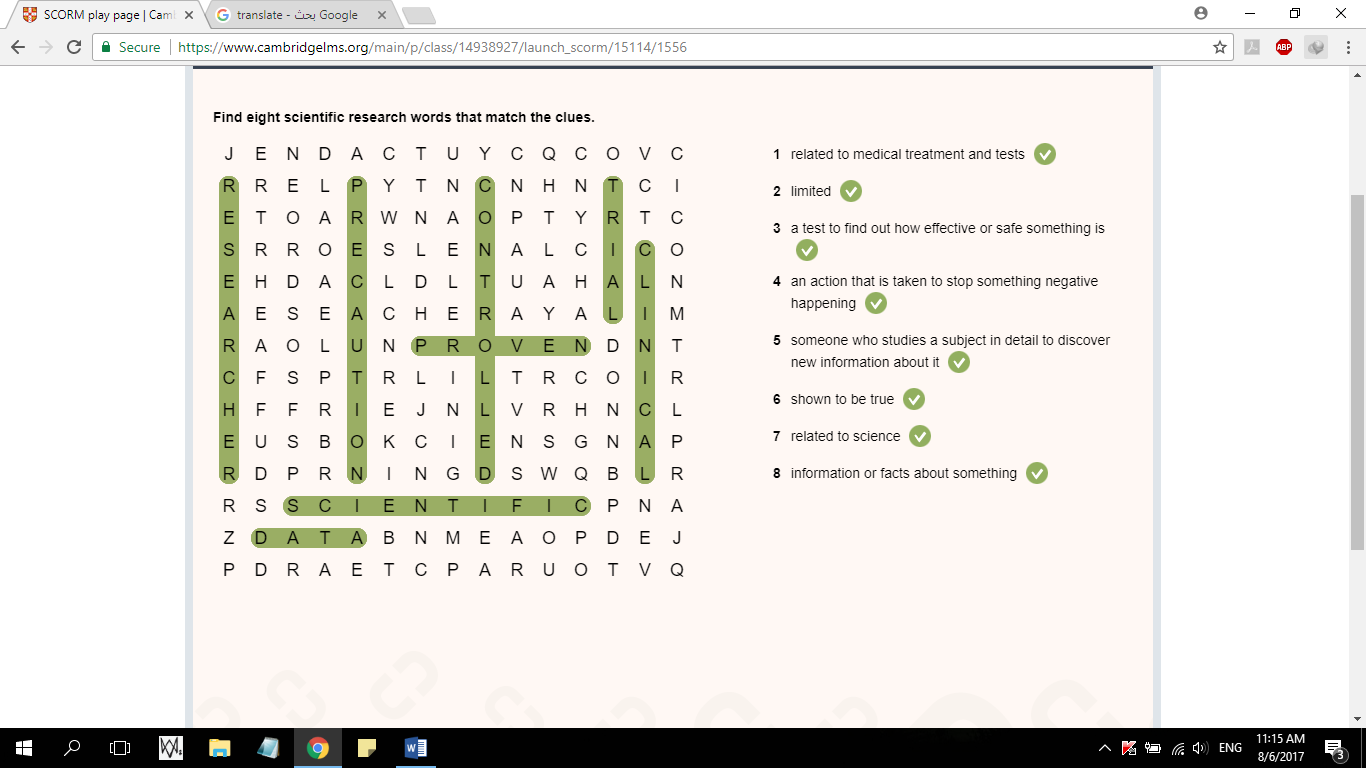 SCORM play page | Cam
translate - بحث Google
Secure
https://www.cambridgelms.org/main/p/class/14938927/launch_scorm/15114/1556
ABP
Find eight scientific research words that match the clues.
J E N D A C T U Y C Q C O V C
R R E L P Y T N C N H N T C I
E T O A R W N A O P T Y R T C
S R R O E S L E N A L C I C O
E H D A C L D L T U A H A L N
A E S E A C H E R A Y A L I M
R A O L U N P R O V E N D N T
C F S P T R L I L T R C O I R
H F F R I E J N L V R H N C L
E U S B O K C I E N S G N A P
R D P R N I N G D S W Q B L R
R S S C I E N T I F I C P N A
Z D A T A B N M E A O P D E J
P D R A E T C P A R U O T V Q
1 related to medical treatment and tests
2 limited
3 a test to find out how effective or safe something is
4 an action that is taken to stop something negative
happening
5 someone who studies a subject in detail to discover
new information about it
6 shown to be true
7 related to science
8 information or facts about something
ENG
11:15 AM
8/6/2017
3